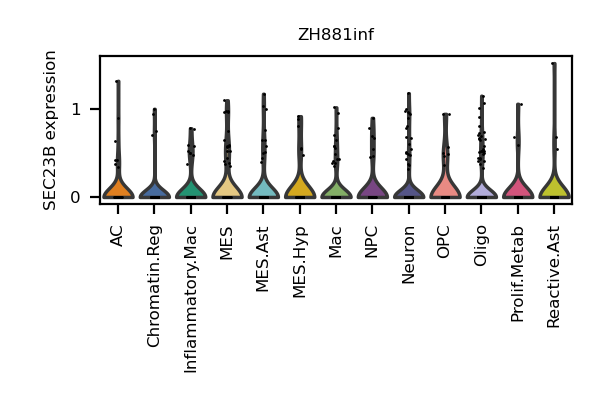 ZH881inf
SEC23B expression
1
0
AC
Chromatin.Reg
Inflammatory.Mac
MES
MES.Ast
MES.Hyp
Mac
NPC
Neuron
OPC
Oligo
Prolif.Metab
Reactive.Ast